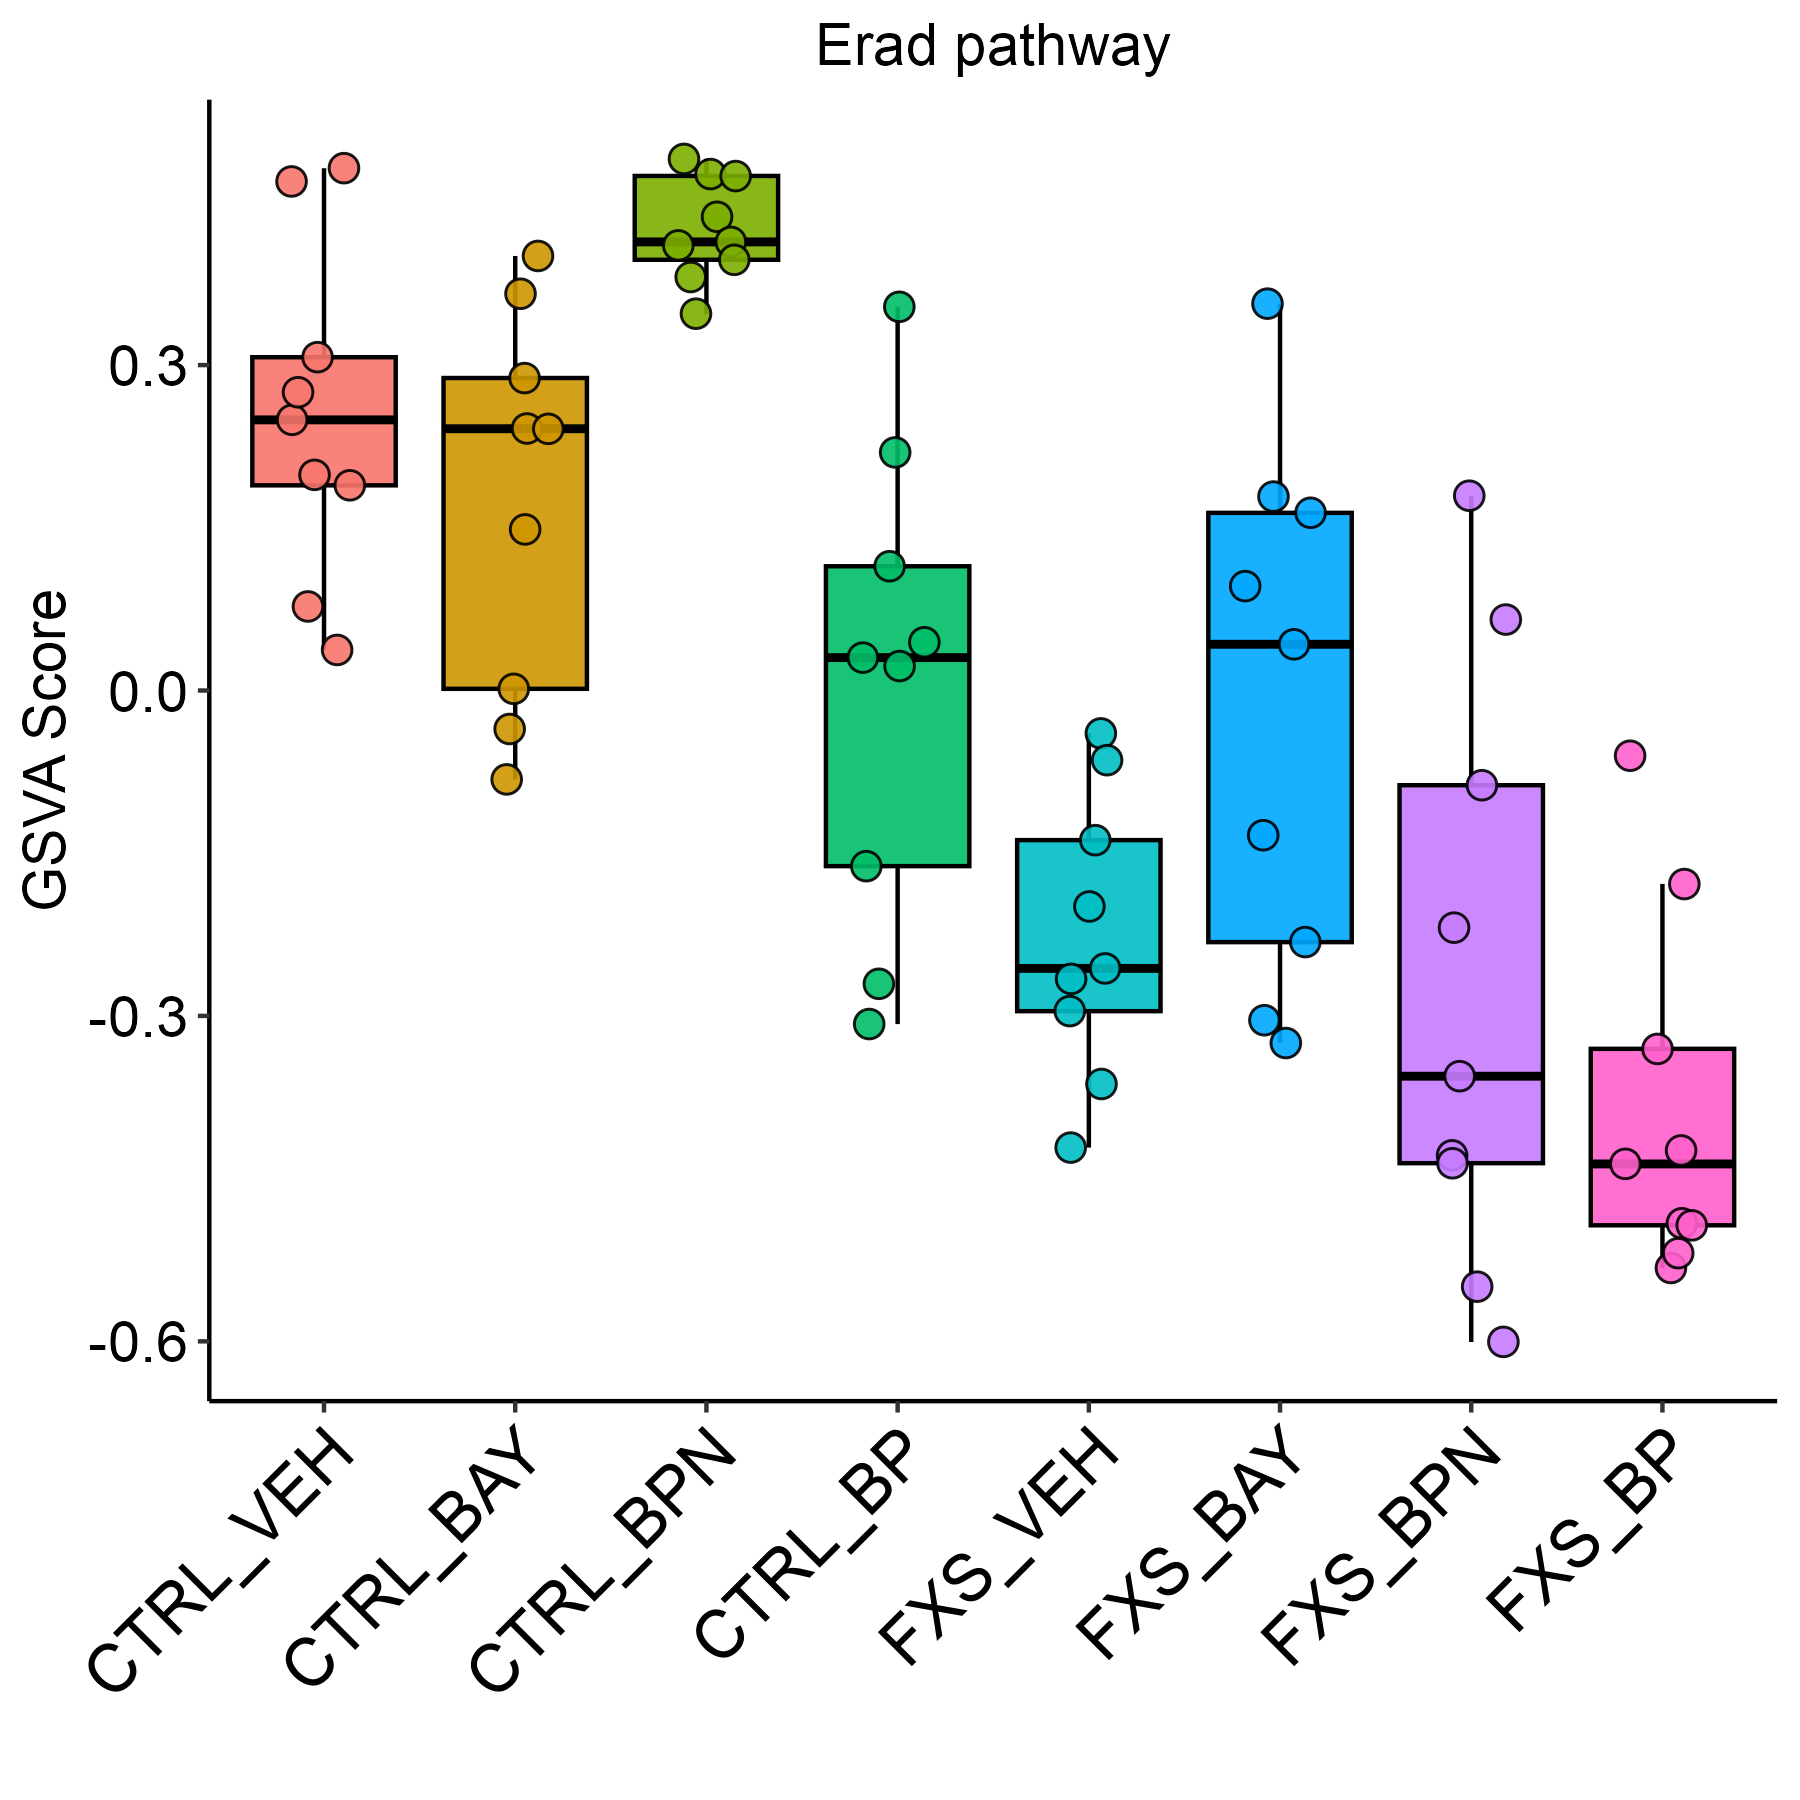 Erad pathway
GSVA Score
0.3
0.0
-0.3
-0.6
CTRL_VEH
CTRL_BAY
CTRL_BPN
CTRL_BP
FXS_VEH
FXS_BAY
FXS_BPN
FXS_BP